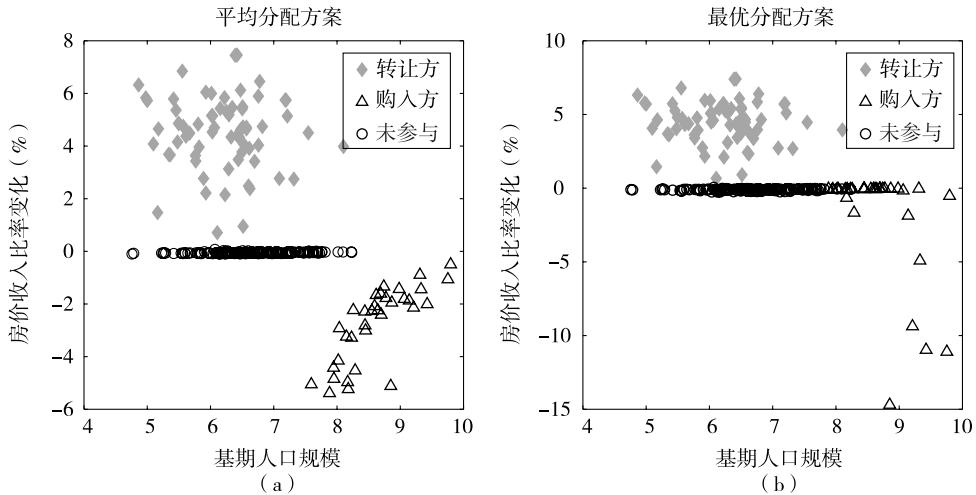 平均分配方案
房价收入比率变化（%）
8
6
4
2
0
−2
−4
−6
转让方
购入方
未参与
4 5 6 7 8 9 10
基期人口规模
（a）
最优分配方案
房价收入比率变化（%）
10
5
0
−5
−10
−15
转让方
购入方
未参与
4 5 6 7 8 9 10
基期人口规模
（b）